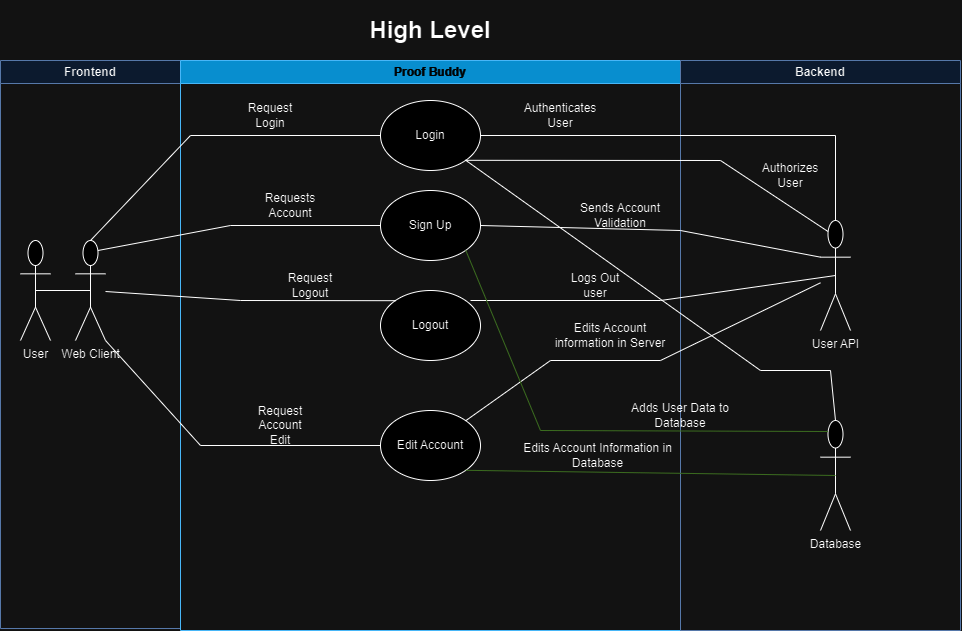 High Level
Frontend
Proof Buddy
Backend
Request
Login
Login
Authenticates
User
Authorizes
User
Requests
Account
Sign Up
Sends Account
Validation
Request
Logout
Logout
Logs Out
user
User
Web Client
User API
Edits Account
information in Server
Request
Account
Edit
Edit Account
Adds User Data to
Database
Edits Account Information in
Database
Database